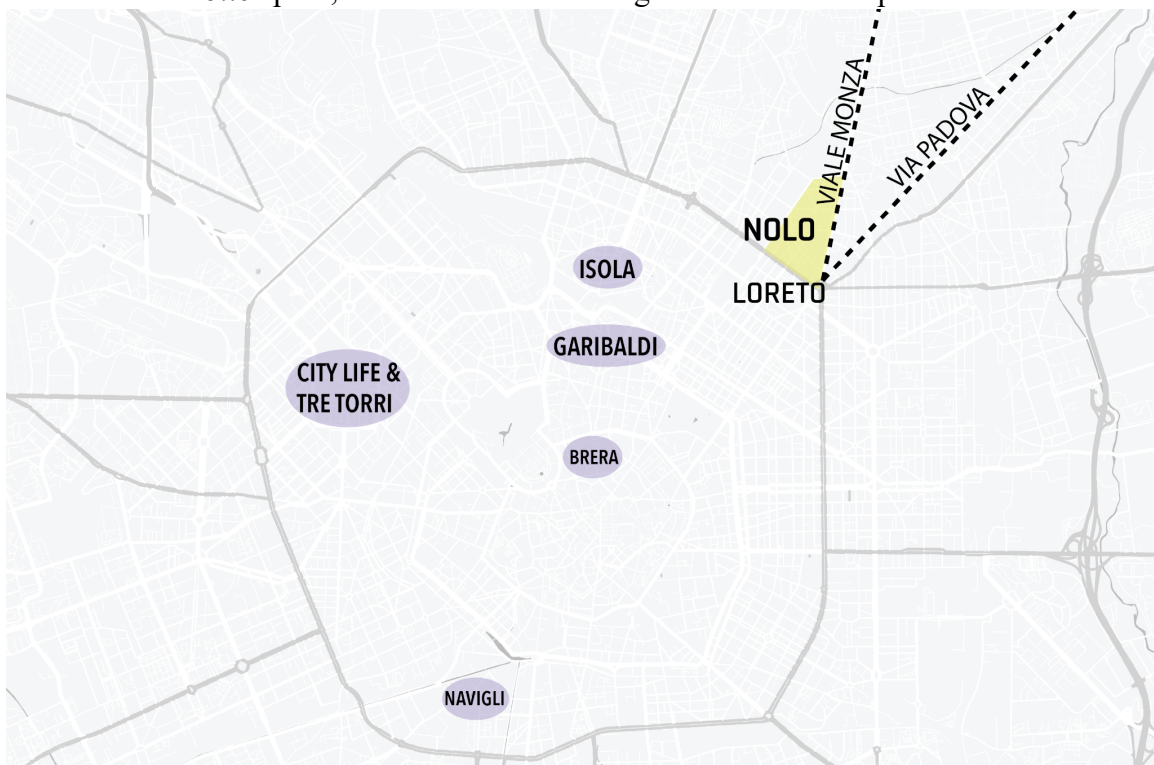 VIALE MONZA
VIA PADOVA
NOLO
ISOLA
LORETO
GARIBALDI
CITY LIFE &
TRE TORRI
BRERA
NAVIGLI